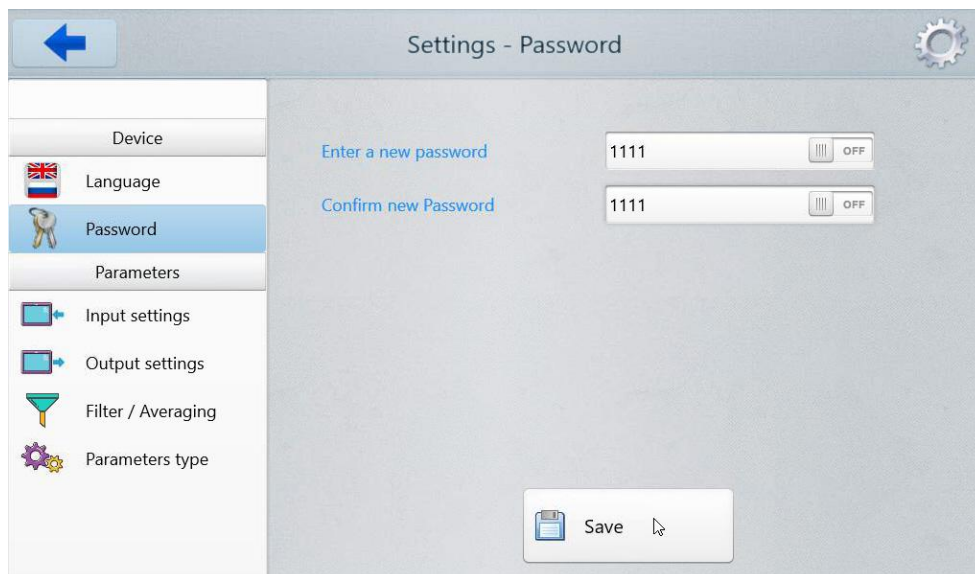 Settings - Password
Device
Language
Password
Parameters
Input settings
Output settings
Filter / Averaging
Parameters type
Enter a new password 1111 OFF
Confirm new Password 1111 OFF
Save